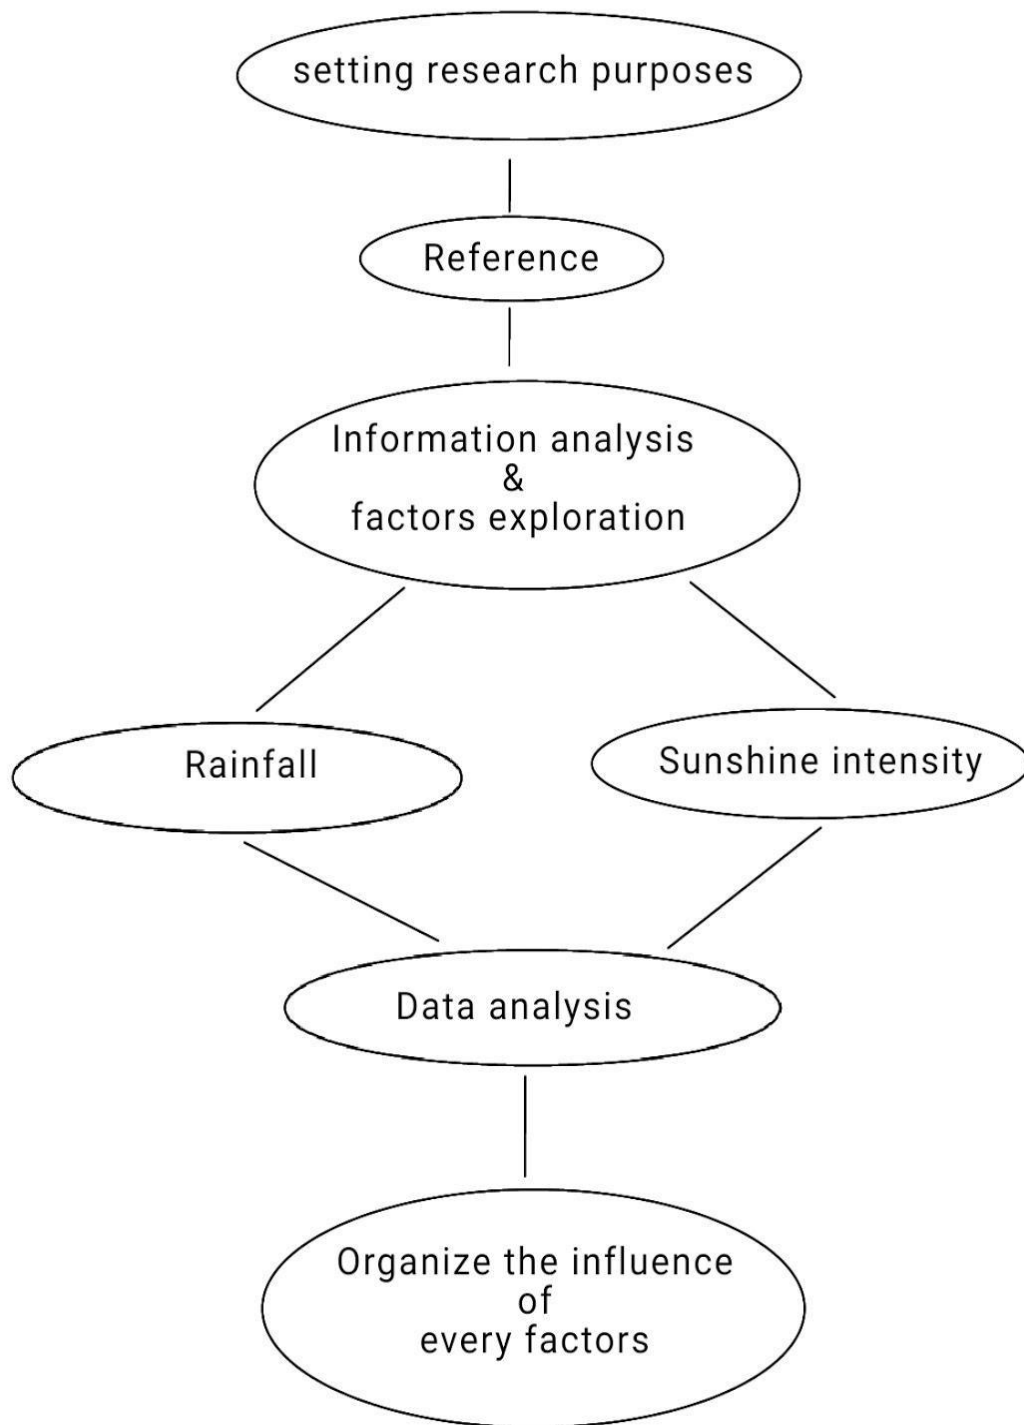 setting research purposes
Reference
Information analysis
&
factors exploration
Rainfall
Sunshine intensity
Data analysis
Organize the influence
of
every factors